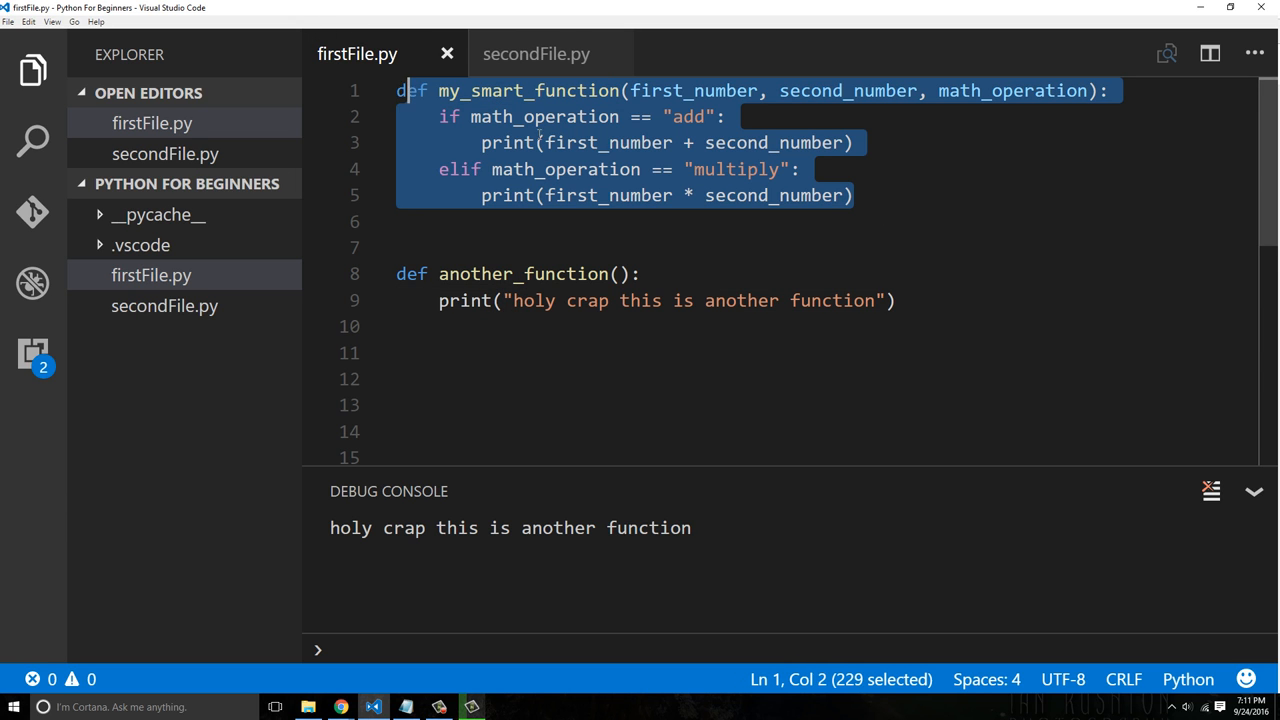 firstFile.py - Python For Beginners - Visual Studio Code
File Edit View Go Help
EXPLORER
OPEN EDITORS
firstFile.py
secondFile.py
PYTHON FOR BEGINNERS
__pycache__
.vscode
firstFile.py
secondFile.py
2
firstFile.py secondFile.py
1 def my_smart_function(first_number, second_number, math_operation):
2 if math_operation == "add":
3 print(first_number + second_number)
4 elif math_operation == "multiply":
5 print(first_number * second_number)
6
7
8 def another_function():
9 print("holy crap this is another function")
10
11
12
13
14
15
DEBUG CONSOLE
holy crap this is another function
0 0 Ln 1, Col 2 (229 selected) Spaces: 4 UTF-8 CRLF Python
I'm Cortana. Ask me anything.
7:11 PM
9/24/2016